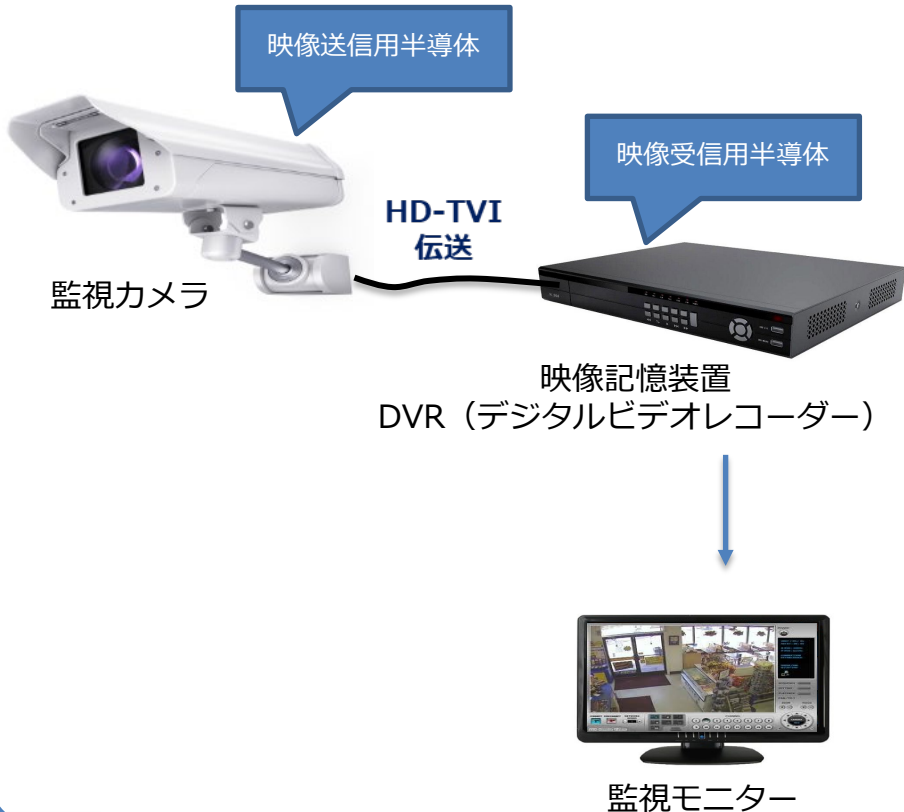 映像送信用半導体
映像受信用半導体
HD-TVI
伝送
監視カメラ
映像記憶装置
DVR（デジタルビデオレコーダー）
監視モニター